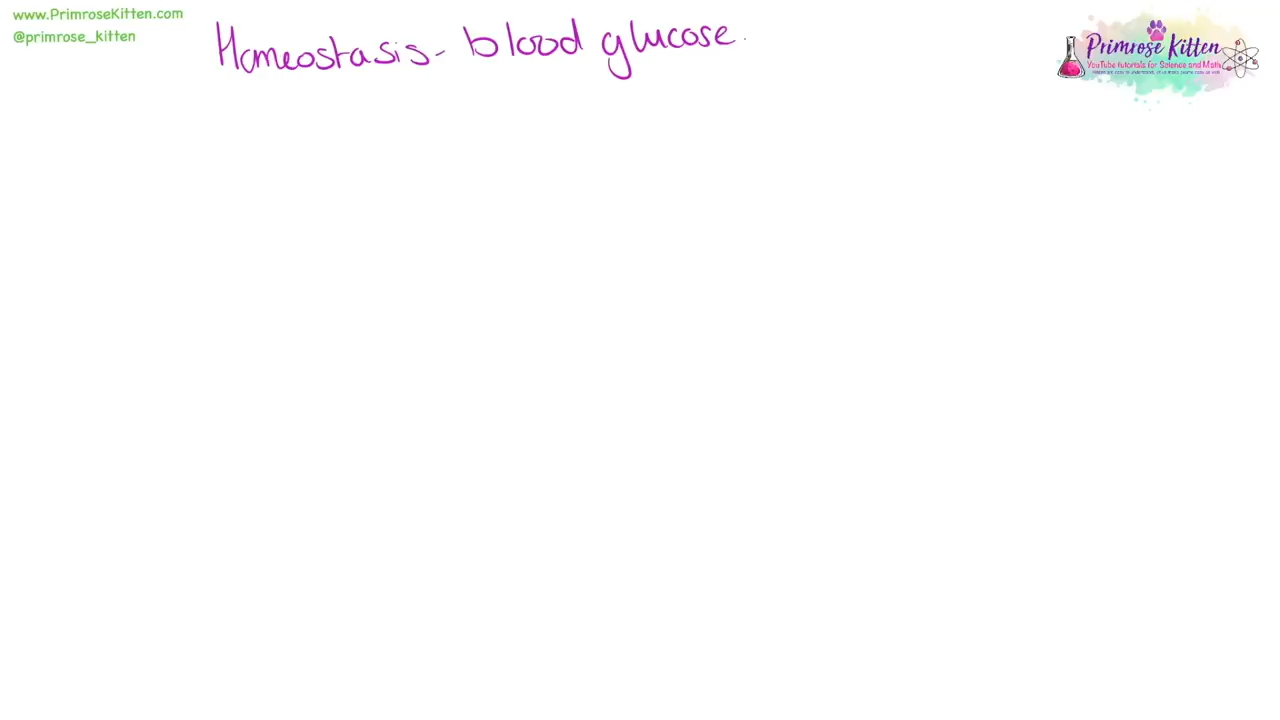 www.PrimroseKitten.com
@primrose_kitten
Homeostasis - blood glucose.
Primrose Kitten
YouTube tutorials for Science and Maths